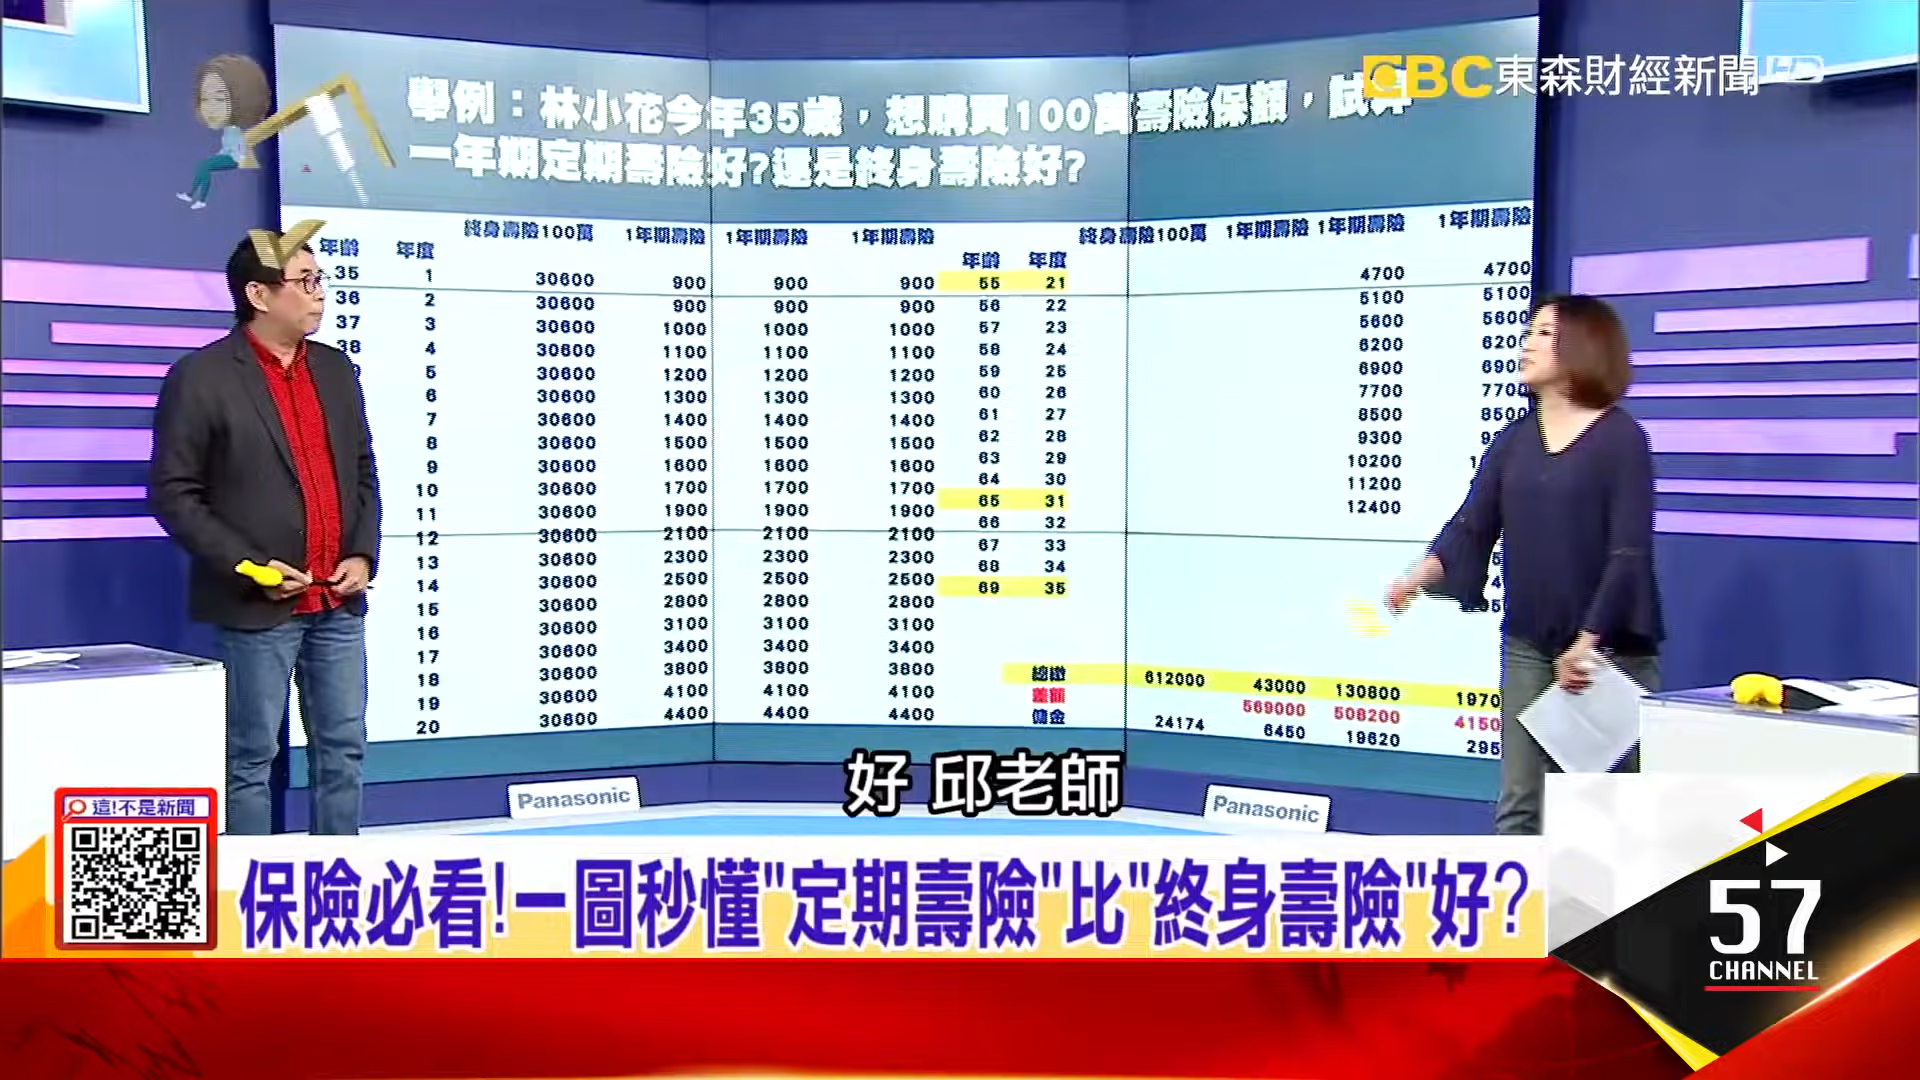 EBC東森財經新聞
舉例：林小花今年35歲，想購買100萬壽險保額，試算
一年期定期壽險好?還是終身壽險好?
年齡 年度 終身壽險100萬 1年期壽險 1年期壽險 1年期壽險 年齡 年度 終身壽險100萬 1年期壽險 1年期壽險 1年期壽險
35 1 30600 900 900 900 55 21 4700 4700
36 2 30600 900 900 900 56 22 5100 5100
37 3 30600 1000 1000 1000 57 23 5600 5600
38 4 30600 1100 1100 1100 58 24 6200 620
5 30600 1200 1200 1200 59 25 6900 690
6 30600 1300 1300 1300 60 26 7700 7700
7 30600 1400 1400 1400 61 27 8500 8500
8 30600 1500 1500 1500 62 28 9300
9 30600 1600 1600 1600 63 29 10200
10 30600 1700 1700 1700 64 30 11200
11 30600 1900 1900 1900 65 31 12400
12 30600 2100 2100 2100 66 32
13 30600 2300 2300 2300 67 33
14 30600 2500 2500 2500 68 34
15 30600 2800 2800 2800 69 35
16 30600 3100 3100 3100
17 30600 3400 3400 3400
18 30600 3800 3800 3800 總繳 612000 43000 130800 1970
19 30600 4100 4100 4100 差額 569000 508200 4150
20 30600 4400 4400 4400 佣金 24174 6450 19620 295
Panasonic
Panasonic
好 邱老師
這!不是新聞
保險必看!一圖秒懂"定期壽險"比"終身壽險"好?
57
CHANNEL